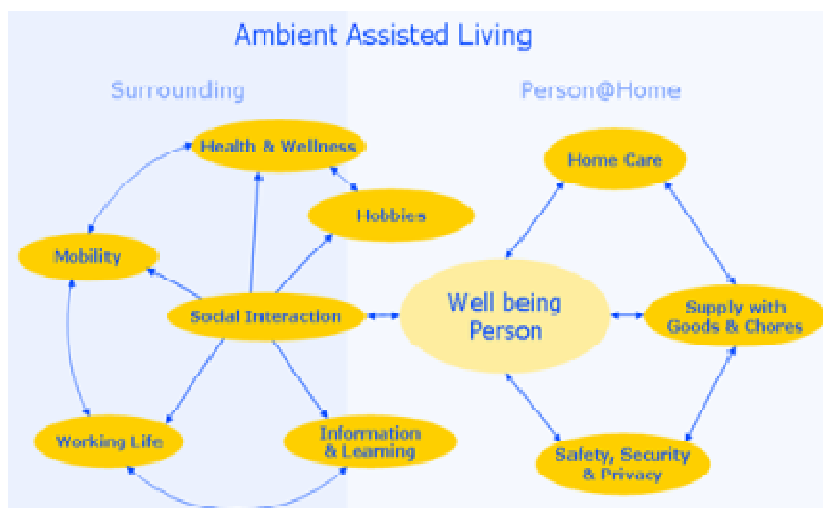 Ambient Assisted Living
Surrounding
Person@Home
Health & Wellness
Home Care
Hobbies
Mobility
Well being
Person
Social Interaction
Supply with
Goods & Chores
Working Life
Information
& Learning
Safety, Security
& Privacy